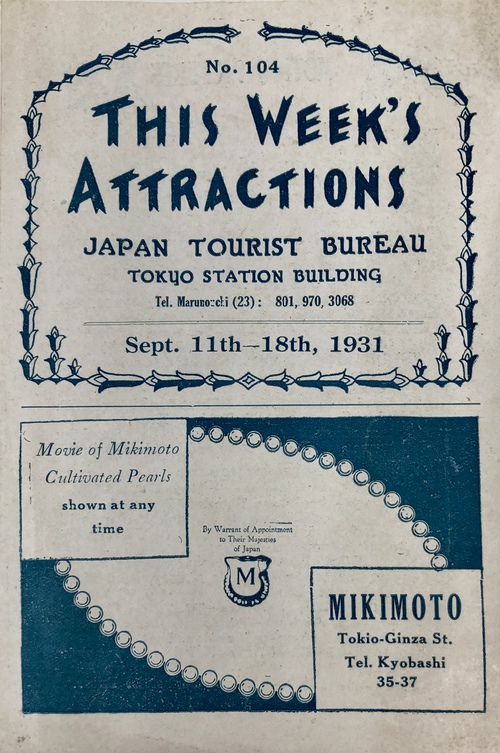 No. 104
THIS WEEK'S
ATTRACTIONS
JAPAN TOURIST BUREAU
TOKYO STATION BUILDING
Tel. Marunouchi (23): 801, 970, 3068
Sept. 11th–18th, 1931
Movie of Mikimoto
Cultivated Pearls
shown at any
time
By Warrant of Appointment
to Their Majesties
of Japan
M
MIKIMOTO
Tokio-Ginza St.
Tel. Kyobashi
35-37